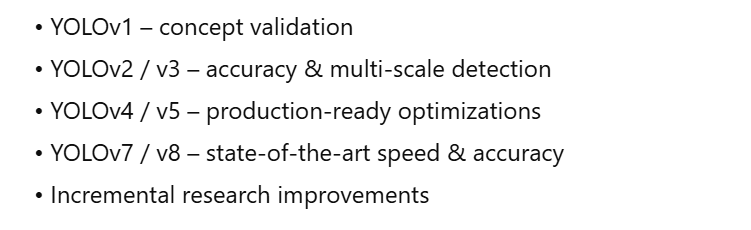 • YOLOv1 – concept validation
• YOLOv2 / v3 – accuracy & multi-scale detection
• YOLOv4 / v5 – production-ready optimizations
• YOLOv7 / v8 – state-of-the-art speed & accuracy
• Incremental research improvements